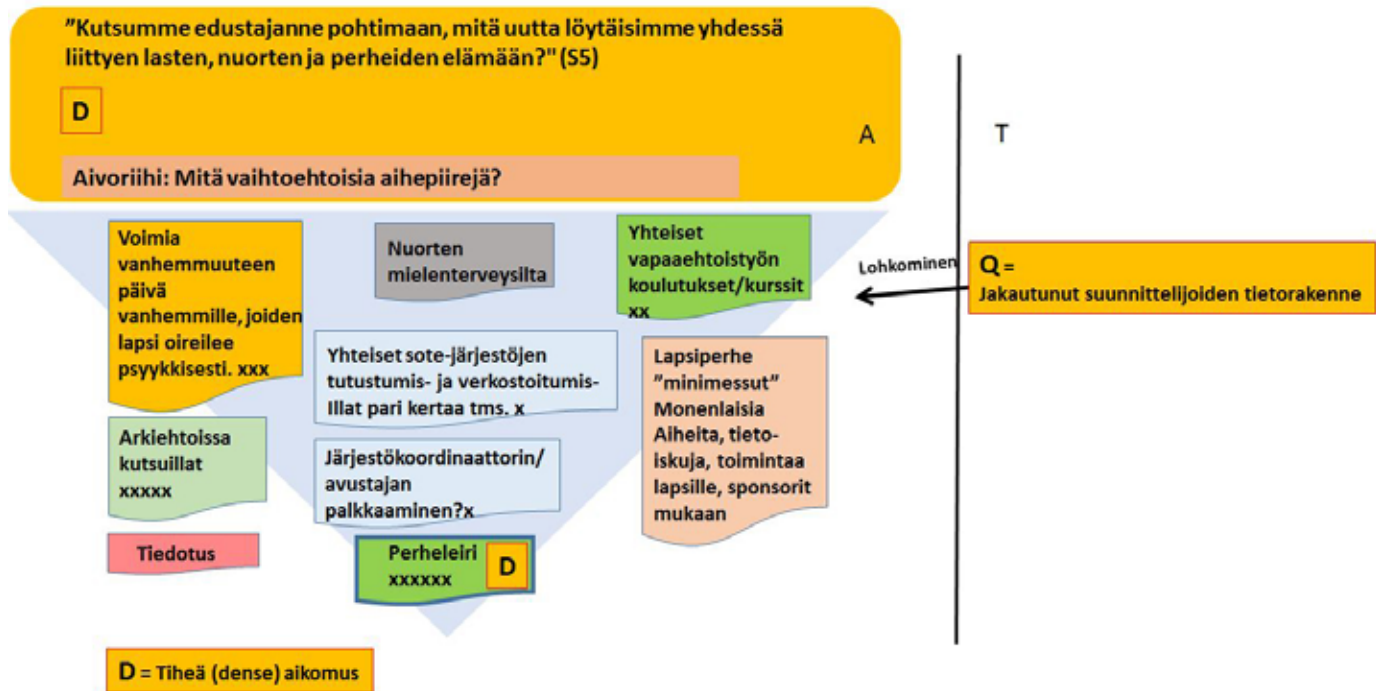 ”Kutsumme edustajanne pohtimaan, mitä uutta löytäisimme yhdessä
liittyen lasten, nuorten ja perheiden elämään?" (S5)
D
A
T
Aivoriihi: Mitä vaihtoehtoisia aihepiirejä?
Voimia
vanhemmuuteen
päivä
vanhemmille, joiden
lapsi oireilee
psyykkisesti. xxx
Nuorten
mielenterveysilta
Yhteiset
vapaaehtoistyön
koulutukset/kurssit
xx
Lohkominen
Q =
Jakautunut suunnittelijoiden tietorakenne
Yhteiset sote-järjestöjen
tutustumis- ja verkostoitumis-
Illat pari kertaa tms. x
Lapsiperhe
”minimessut”
Monenlaisia
Aiheita, tieto-
iskuja, toimintaa
lapsille, sponsorit
mukaan
Arkiehtoissa
kutsuillat
xxxxx
Järjestökoordinaattorin/
avustajan
palkkaaminen?x
Tiedotus
Perheleiri
xxxxxx
D
D = Tiheä (dense) aikomus